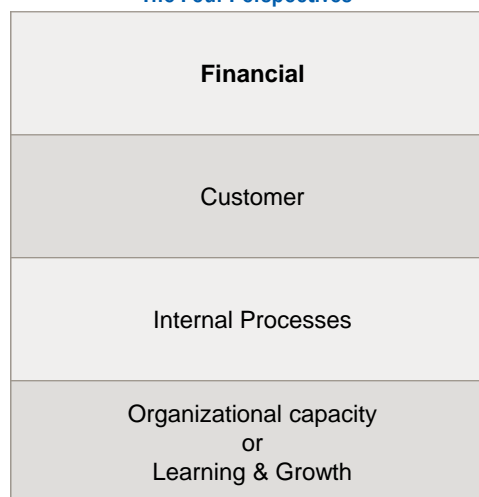 The Four Perspectives
Financial
Customer
Internal Processes
Organizational capacity
or
Learning & Growth